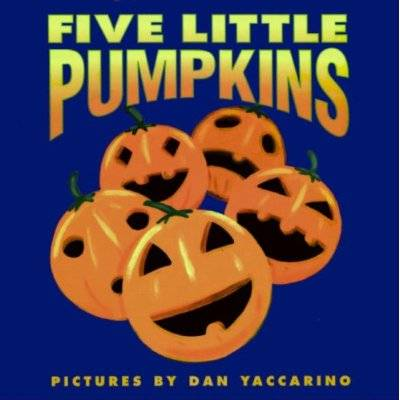 FIVE LITTLE
PUMPKINS
PICTURES BY DAN YACCARINO